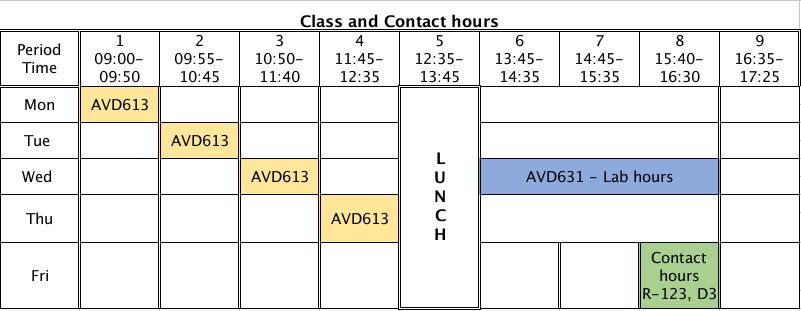 Class and Contact hours
Period Time 1 09:00-09:50 2 09:55-10:45 3 10:50-11:40 4 11:45-12:35 5 12:35-13:45 6 13:45-14:35 7 14:45-15:35 8 15:40-16:30 9 16:35-17:25
Mon AVD613
Tue AVD613
Wed AVD613 AVD631 - Lab hours
Thu AVD613
Fri Contact hours R-123, D3
LUNCH